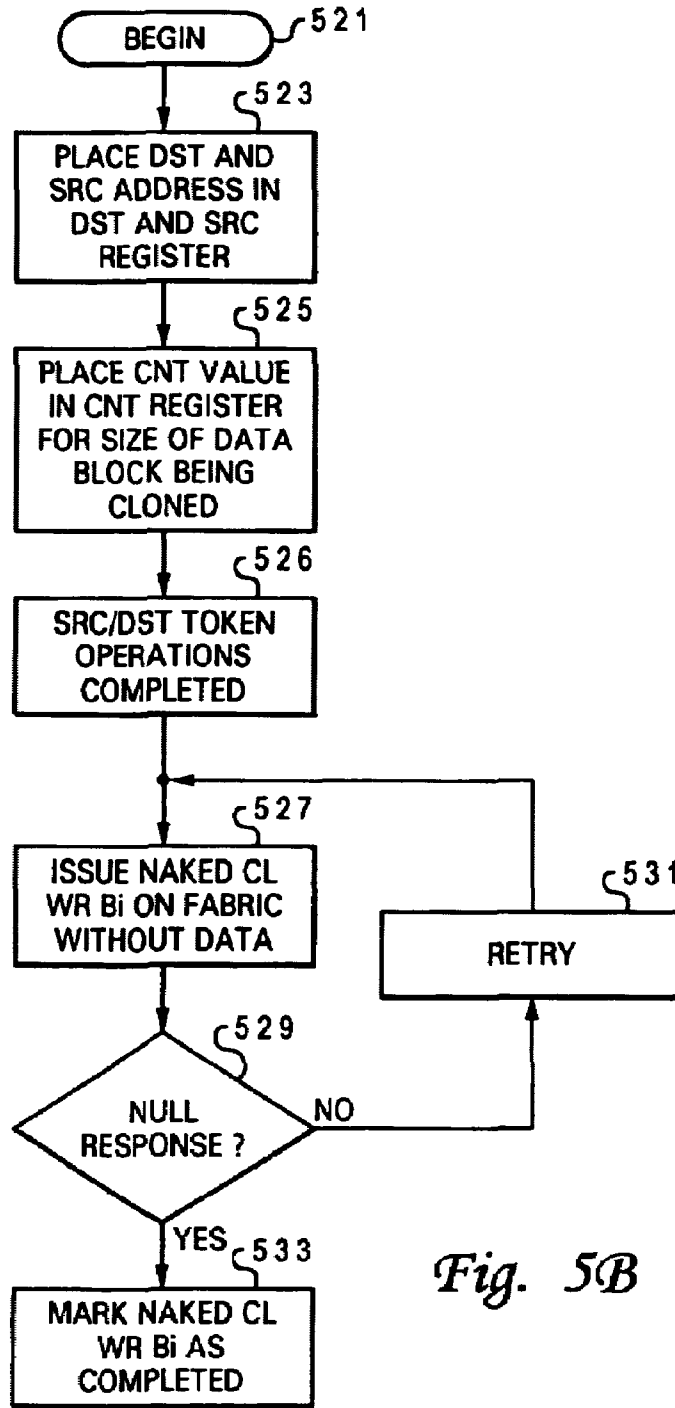 BEGIN
521
523
PLACE DST AND
SRC ADDRESS IN
DST AND SRC
REGISTER
525
PLACE CNT VALUE
IN CNT REGISTER
FOR SIZE OF DATA
BLOCK BEING
CLONED
526
SRC/DST TOKEN
OPERATIONS
COMPLETED
527
ISSUE NAKED CL
WR Bi ON FABRIC
WITHOUT DATA
531
RETRY
529
NULL
RESPONSE ?
NO
YES
533
MARK NAKED CL
WR Bi AS
COMPLETED
Fig. 5B